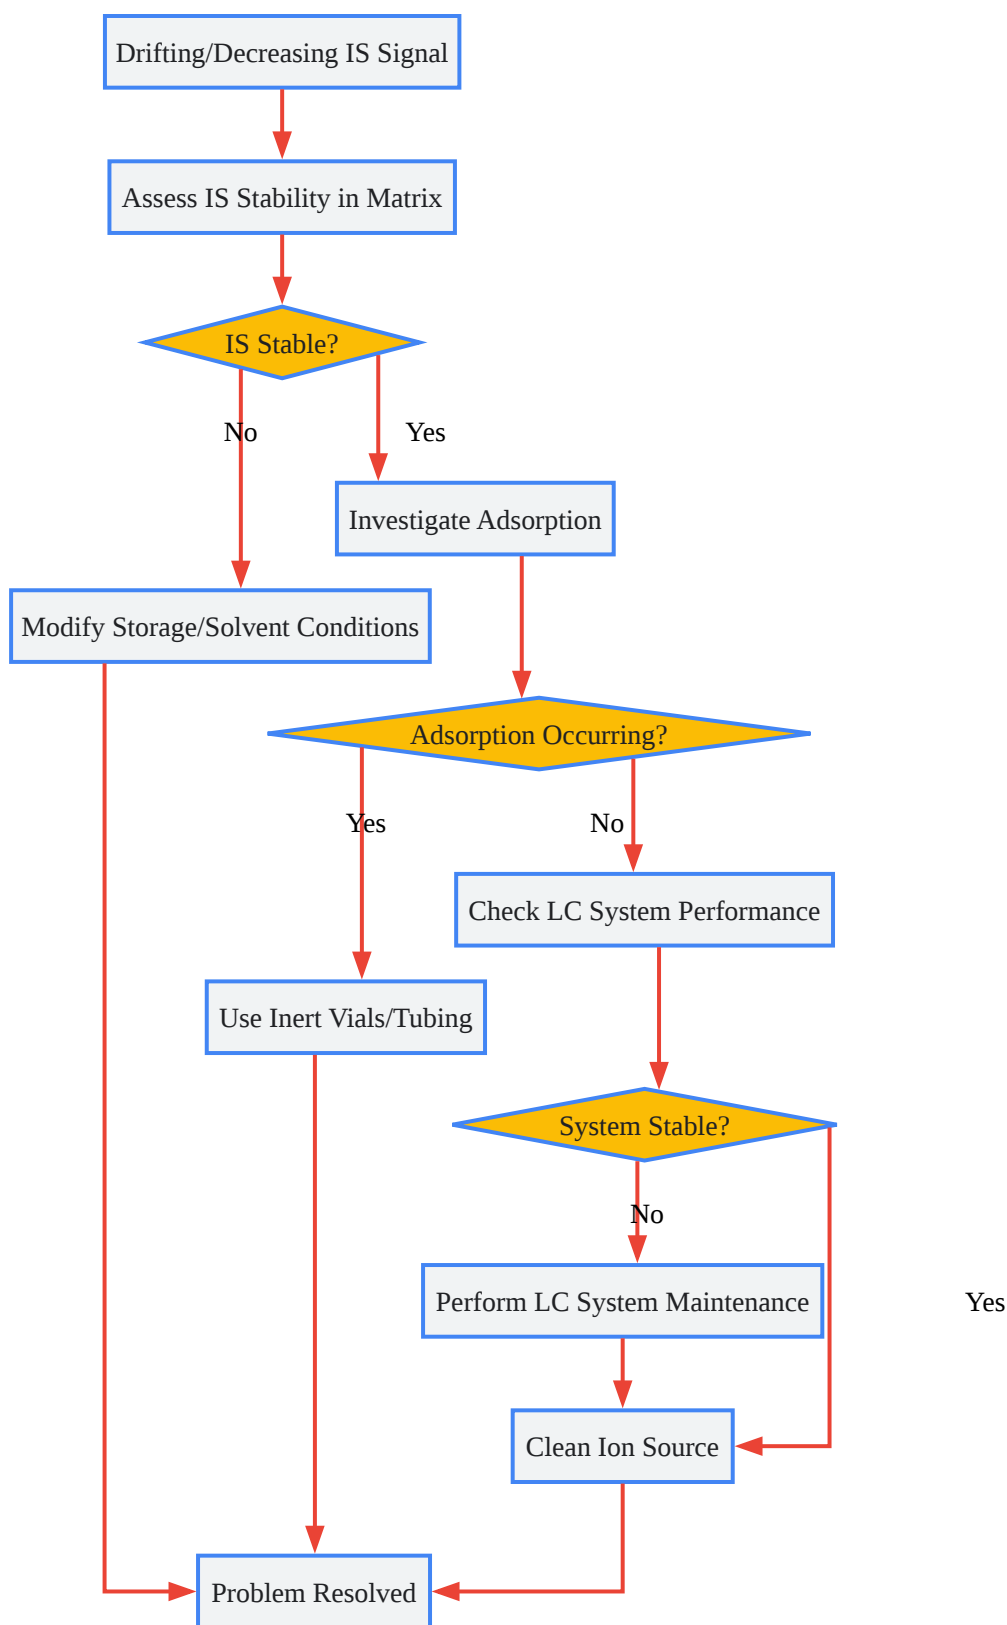 Drifting/Decreasing IS Signal
Assess IS Stability in Matrix
IS Stable?
No
Yes
Investigate Adsorption
Modify Storage/Solvent Conditions
Adsorption Occurring?
Yes
No
Check LC System Performance
Use Inert Vials/Tubing
System Stable?
No
Perform LC System Maintenance
Yes
Clean Ion Source
Problem Resolved